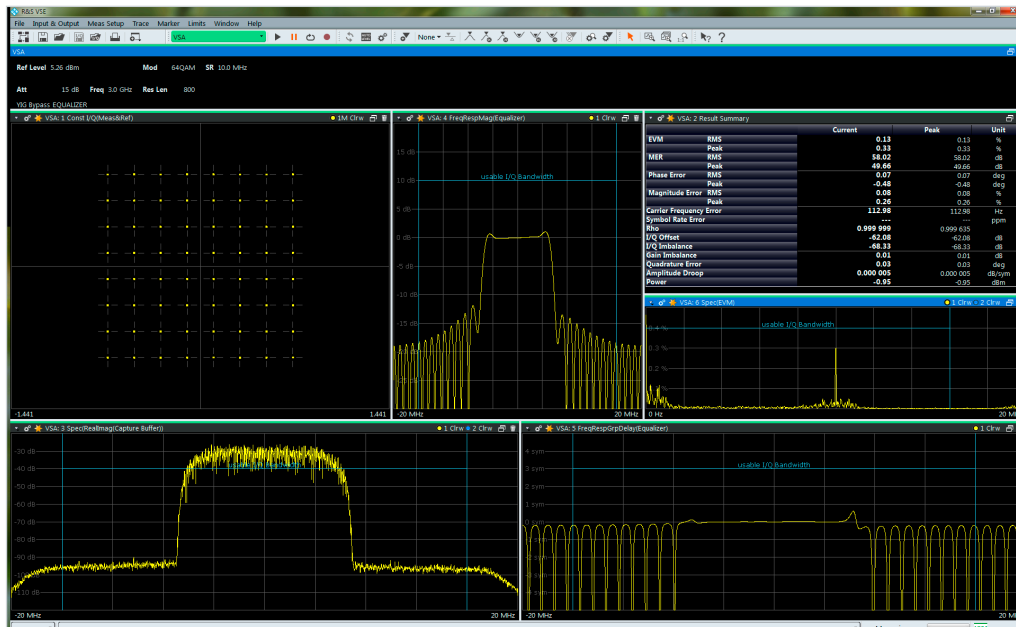 R&S VSE
File Input & Output Meas Setup Trace Marker Limits Window Help
VSA
None
VSA
Ref Level 5.26 dBm Mod 64QAM SR 10.0 MHz
Att 15 dB Freq 3.0 GHz Res Len 800
YIG Bypass EQUALIZER
VSA: 1 Const I/Q(Meas&Ref) 1M Clrw
-1.441 1.441
VSA: 4 FreqRespMag(Equalizer) 1 Clrw
15 dB
usable I/Q Bandwidth
10 dB
5 dB
0 dB
-5 dB
-10 dB
-15 dB
-20 MHz 20 MHz
VSA: 2 Result Summary
Current Peak Unit
EVM RMS 0.13 0.13 %
Peak 0.33 0.33 %
MER RMS 58.02 58.02 dB
Peak 49.66 49.66 dB
Phase Error RMS 0.07 0.07 deg
Peak -0.48 -0.48 deg
Magnitude Error RMS 0.08 0.08 %
Peak 0.26 0.26 %
Carrier Frequency Error 112.98 112.98 Hz
Symbol Rate Error --- --- ppm
Rho 0.999 999 0.999 635
I/Q Offset -62.08 -62.08 dB
I/Q Imbalance -68.33 -68.33 dB
Gain Imbalance 0.01 0.01 dB
Quadrature Error 0.03 0.03 deg
Amplitude Droop 0.000 005 0.000 005 dB/sym
Power -0.95 -0.95 dBm
VSA: 6 Spec(EVM) 1 Clrw 2 Clrw
usable I/Q Bandwidth
0.4 %
0.3 %
0.2 %
0 Hz 20 M
VSA: 3 Spec(RealImag(Capture Buffer)) 1 Clrw 2 Clrw
-30 dB
-40 dB
-50 dB
-60 dB
-70 dB
-80 dB
-90 dB
-110 dB
-20 MHz 20 MHz
VSA: 5 FreqRespGrpDelay(Equalizer) 1 Clrw
4 sym
3 sym
usable I/Q Bandwidth
2 sym
1 sym
0 sym
-20 MHz 20 MHz